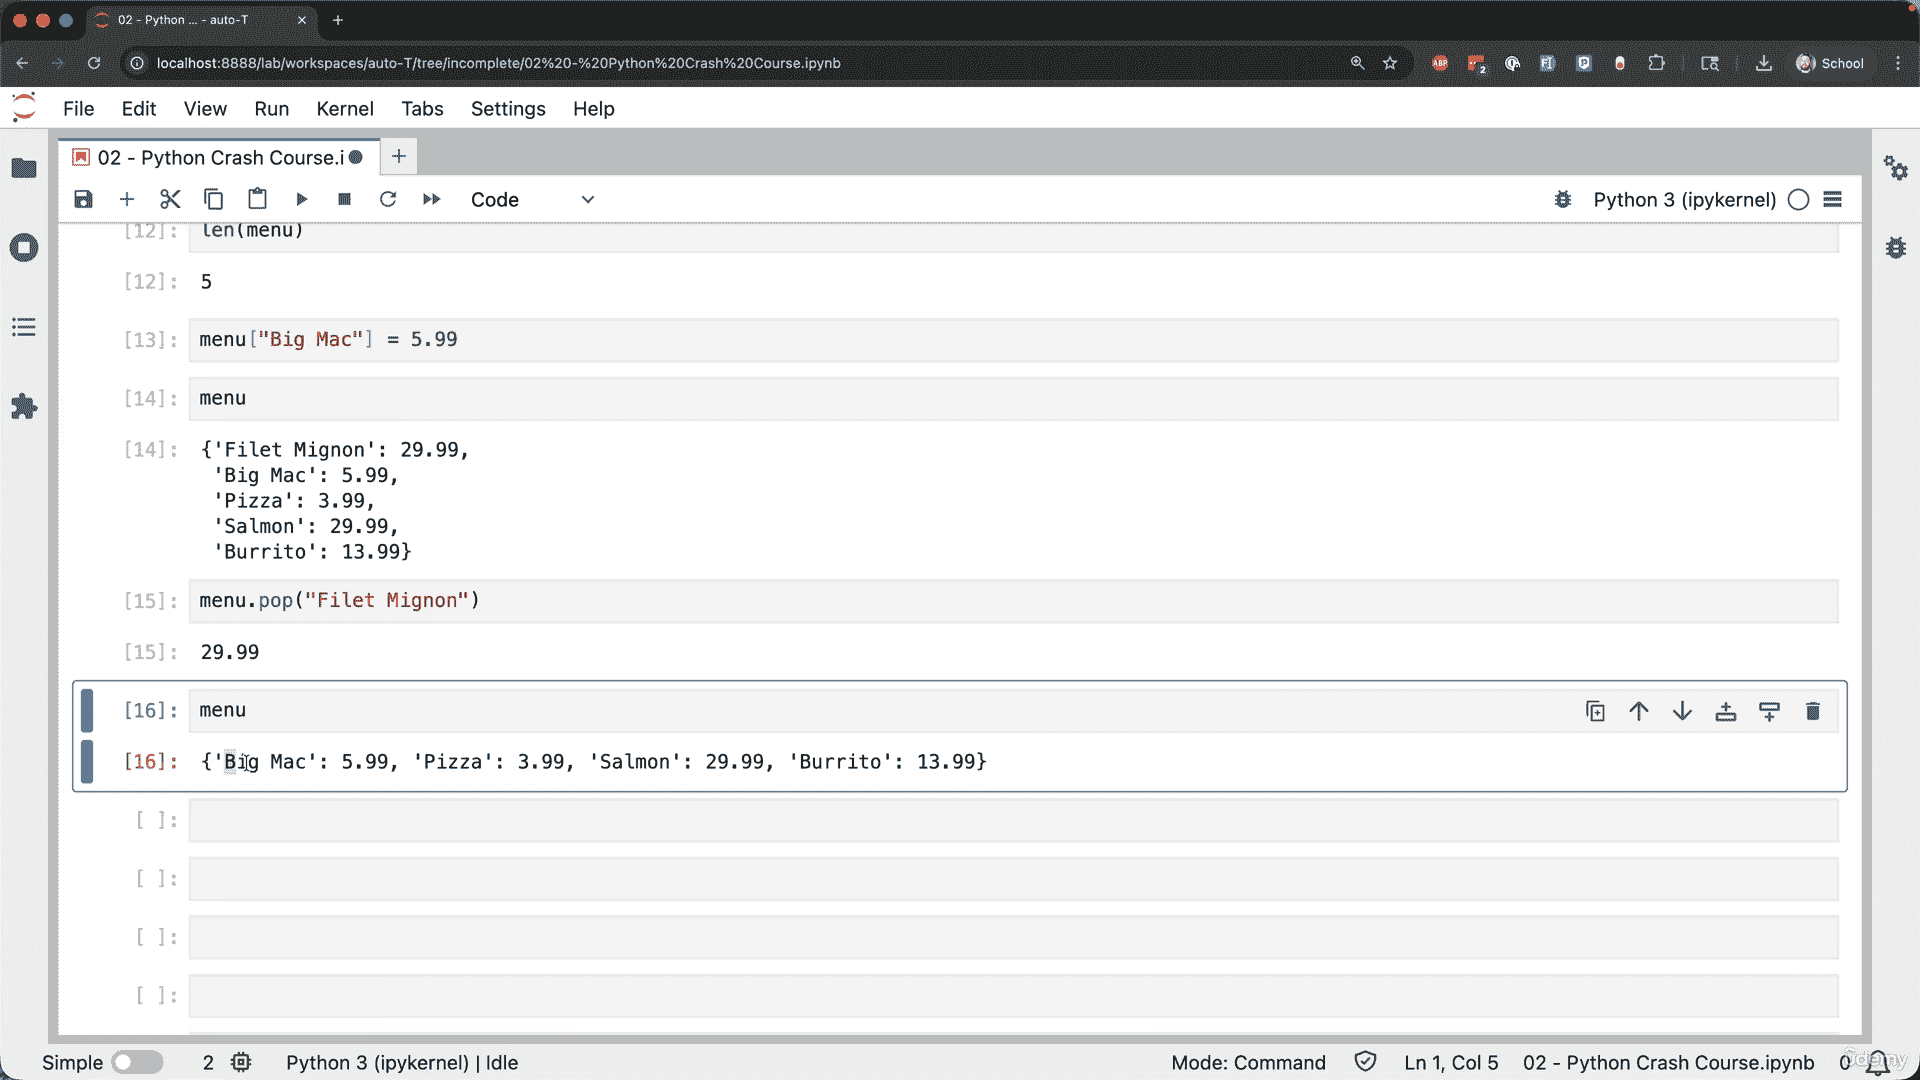 02 - Python ... - auto-T
localhost:8888/lab/workspaces/auto-T/tree/incomplete/02%20-%20Python%20Crash%20Course.ipynb
ABP
2
School
File Edit View Run Kernel Tabs Settings Help
02 - Python Crash Course.i
Code
Python 3 (ipykernel)
[12]: len(menu)
[12]: 5
[13]: menu["Big Mac"] = 5.99
[14]: menu
[14]: {'Filet Mignon': 29.99,
'Big Mac': 5.99,
'Pizza': 3.99,
'Salmon': 29.99,
'Burrito': 13.99}
[15]: menu.pop("Filet Mignon")
[15]: 29.99
[16]: menu
[16]: {'Big Mac': 5.99, 'Pizza': 3.99, 'Salmon': 29.99, 'Burrito': 13.99}
[ ]:
[ ]:
[ ]:
[ ]:
Simple 2 Python 3 (ipykernel) | Idle Mode: Command Ln 1, Col 5 02 - Python Crash Course.ipynb 0
Udemy